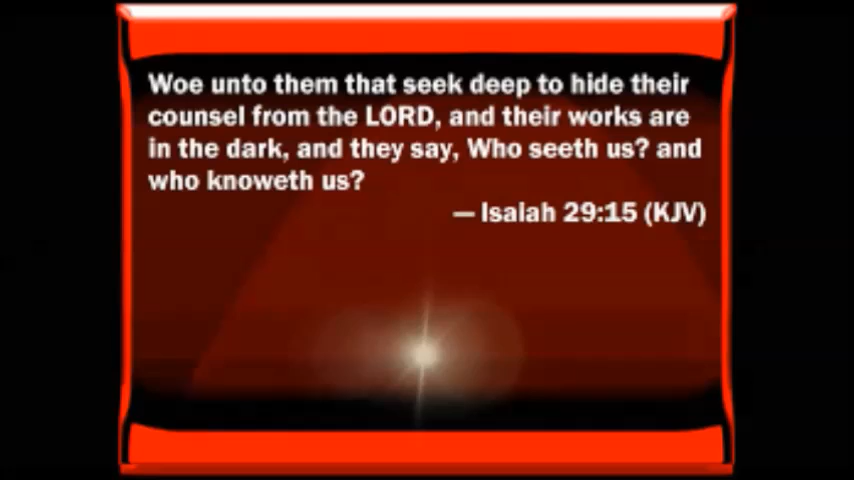 Woe unto them that seek deep to hide their
counsel from the LORD, and their works are
in the dark, and they say, Who seeth us? and
who knoweth us?
— Isaiah 29:15 (KJV)